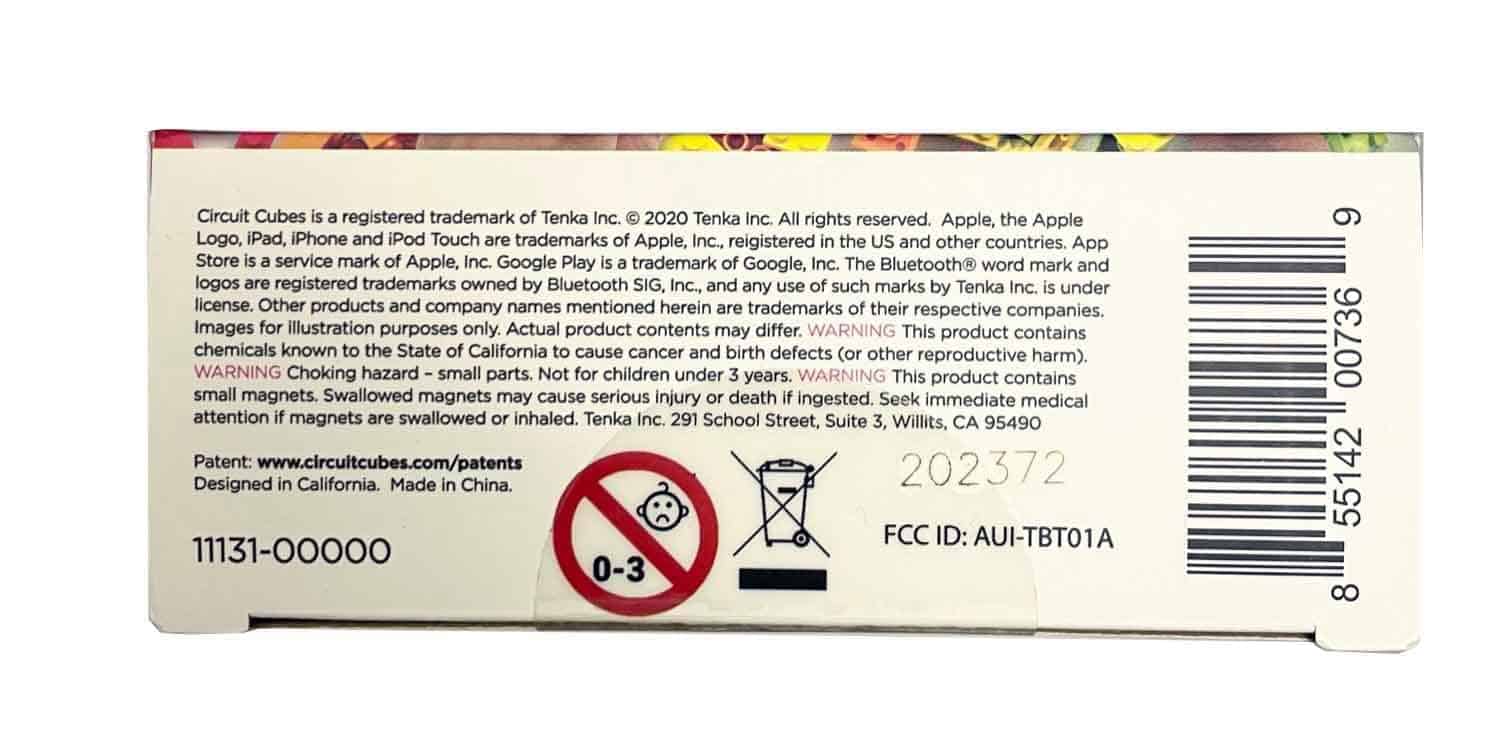 Circuit Cubes is a registered trademark of Tenka Inc. © 2020 Tenka Inc. All rights reserved. Apple, the Apple
Logo, iPad, iPhone and iPod Touch are trademarks of Apple, Inc., reigistered in the US and other countries. App
Store is a service mark of Apple, Inc. Google Play is a trademark of Google, Inc. The Bluetooth® word mark and
logos are registered trademarks owned by Bluetooth SIG, Inc., and any use of such marks by Tenka Inc. is under
license. Other products and company names mentioned herein are trademarks of their respective companies.
Images for illustration purposes only. Actual product contents may differ. WARNING This product contains
chemicals known to the State of California to cause cancer and birth defects (or other reproductive harm).
WARNING Choking hazard – small parts. Not for children under 3 years. WARNING This product contains
small magnets. Swallowed magnets may cause serious injury or death if ingested. Seek immediate medical
attention if magnets are swallowed or inhaled. Tenka Inc. 291 School Street, Suite 3, Willits, CA 95490
Patent: www.circuitcubes.com/patents
Designed in California. Made in China.
11131-00000
0-3
202372
FCC ID: AUI-TBT01A
8 55142 00736 9